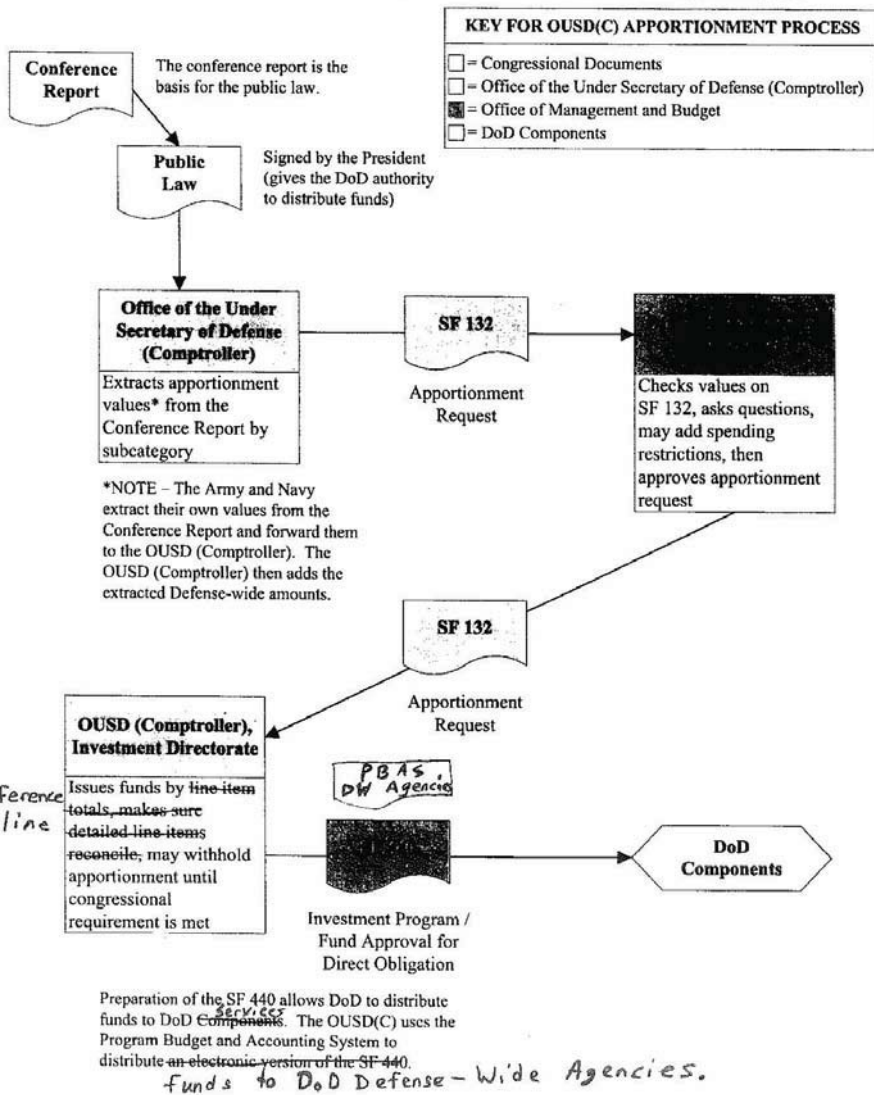 KEY FOR OUSD(C) APPORTIONMENT PROCESS
= Congressional Documents
= Office of the Under Secretary of Defense (Comptroller)
= Office of Management and Budget
= DoD Components
Conference
Report
The conference report is the
basis for the public law.
Public
Law
Signed by the President
(gives the DoD authority
to distribute funds)
Office of the Under
Secretary of Defense
(Comptroller)
Extracts apportionment
values* from the
Conference Report by
subcategory
SF 132
Apportionment
Request
Checks values on
SF 132, asks questions,
may add spending
restrictions, then
approves apportionment
request
*NOTE – The Army and Navy
extract their own values from the
Conference Report and forward them
to the OUSD (Comptroller). The
OUSD (Comptroller) then adds the
extracted Defense-wide amounts.
SF 132
Apportionment
Request
OUSD (Comptroller),
Investment Directorate
ference
line
Issues funds by line item
totals, makes sure
detailed line items
reconcile, may withhold
apportionment until
congressional
requirement is met
PBAS,
DW Agencie
Investment Program /
Fund Approval for
Direct Obligation
DoD
Components
Preparation of the SF 440 allows DoD to distribute
services
funds to DoD Components. The OUSD(C) uses the
Program Budget and Accounting System to
distribute an electronic version of the SF 440.
funds to DoD Defense-Wide Agencies.